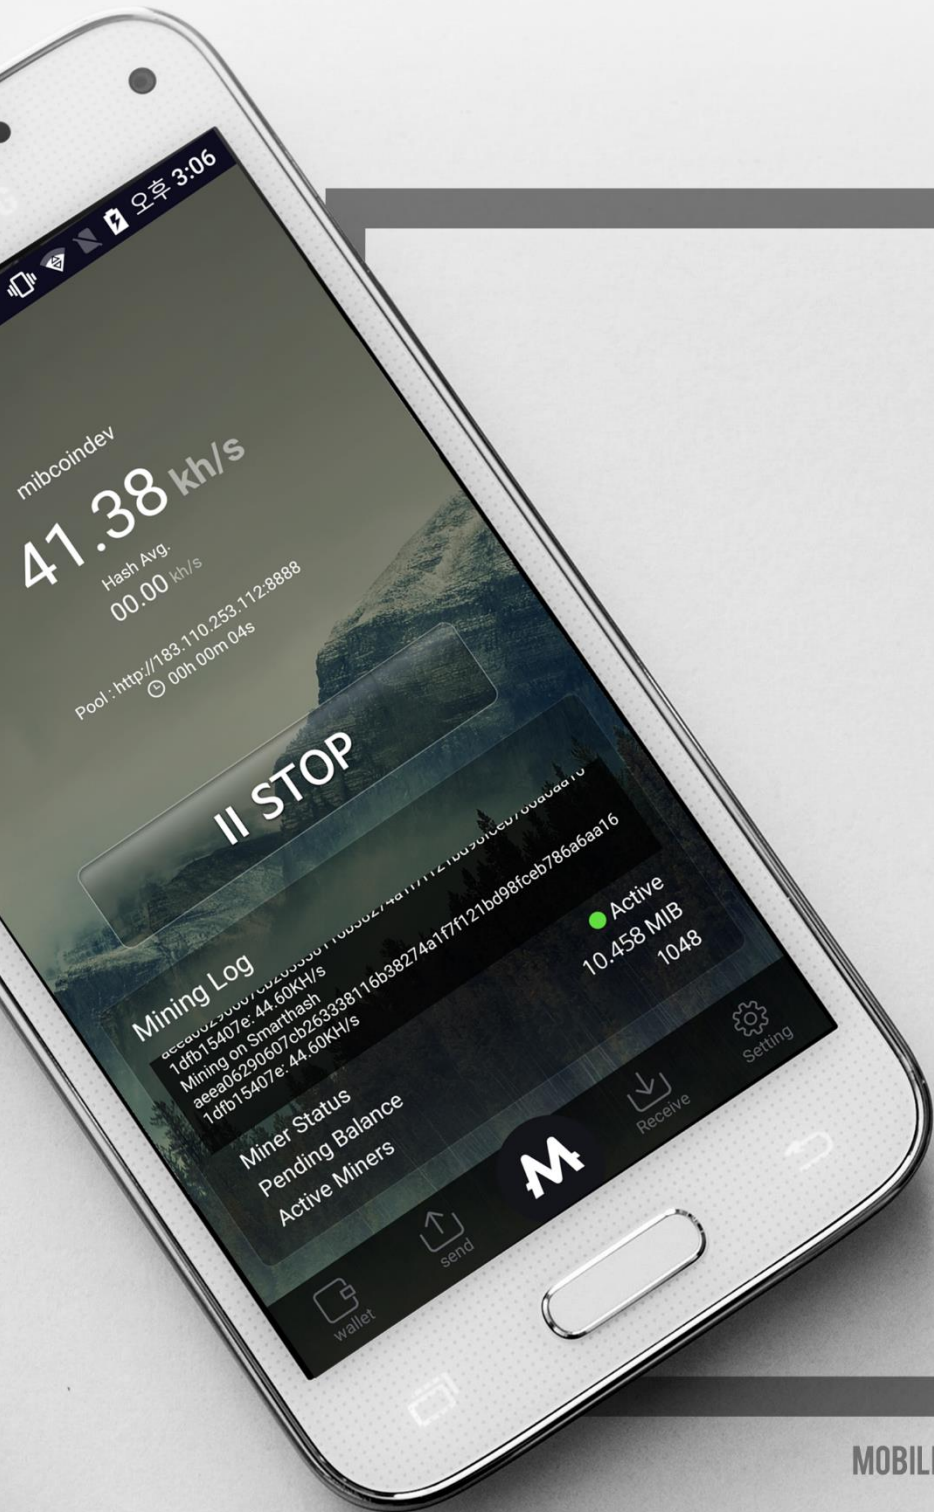 오후 3:06
mibcoindev
41.38 kh/s
Hash Avg.
00.00 kh/s
Pool : http://183.110.253.112:8888
00h 00m 04s
II STOP
Mining Log
1dfb15407e: 44.60KH/s
Mining on Smarthash
aeea06290607cb263338116b38274a1f7f121bd98fceb786a6aa16
1dfb15407e: 44.60KH/s
Miner Status Active
Pending Balance 10.458 MIB
Active Miners 1048
wallet
send
Receive
Setting